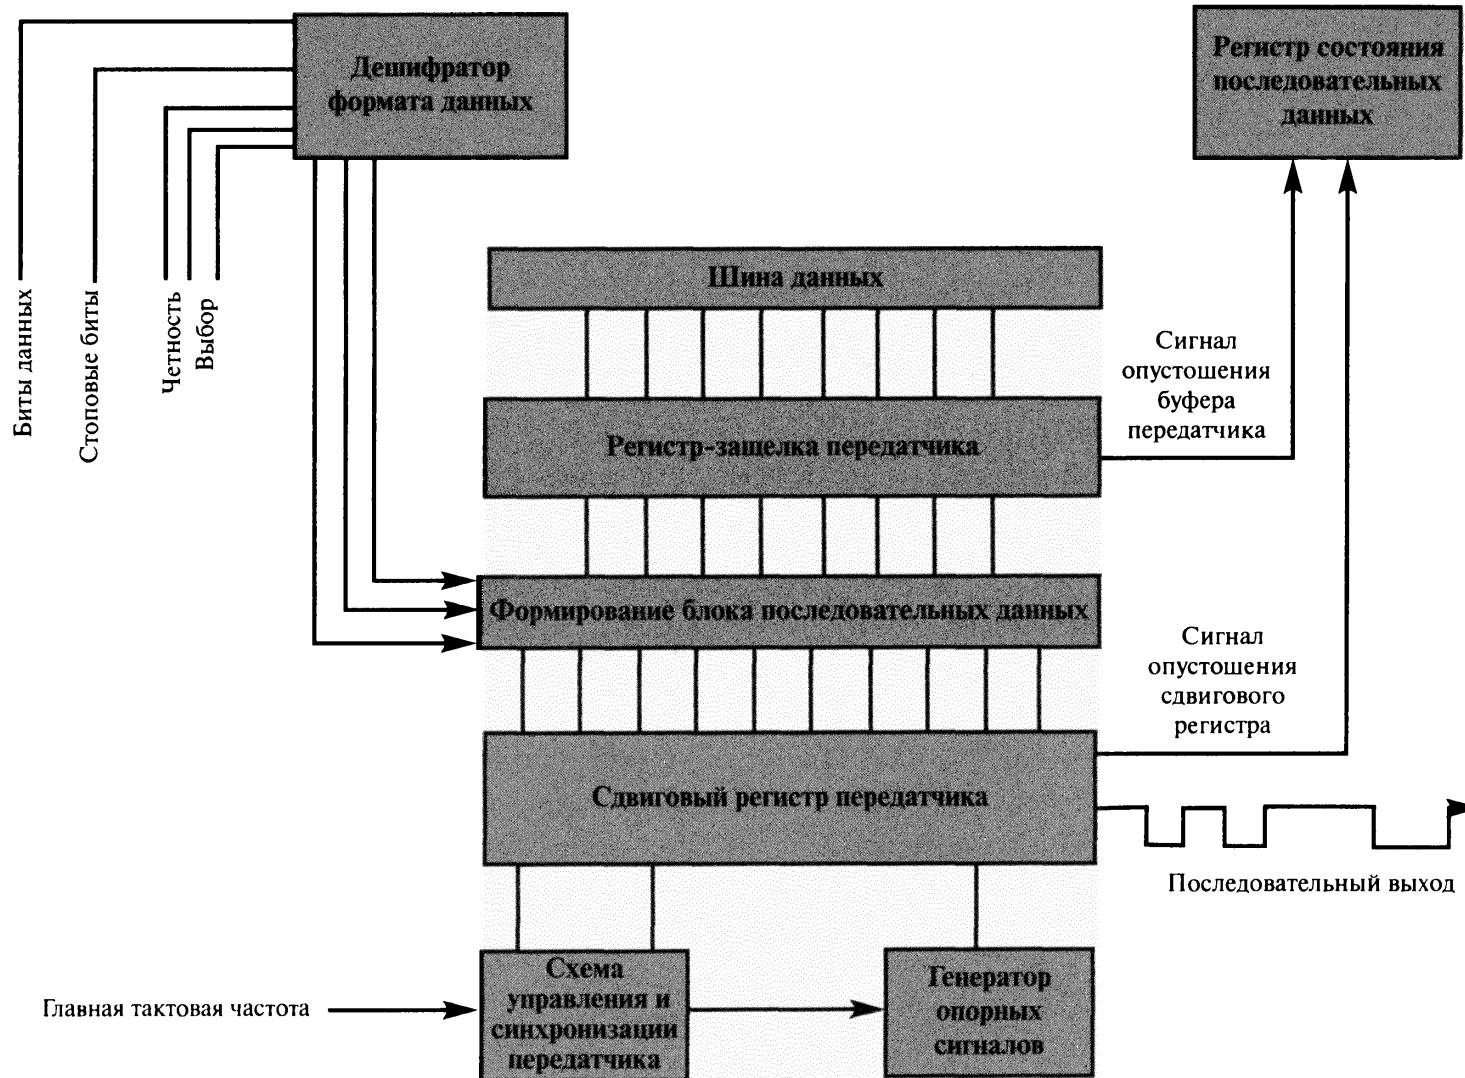 Дешифратор
формата данных
Регистр состояния
последовательных
данных
Биты данных
Стоповые биты
Четность
Выбор
Шина данных
Сигнал
опустошения
буфера
передатчика
Регистр-защелка передатчика
Формирование блока последовательных данных
Сигнал
опустошения
сдвигового
регистра
Сдвиговый регистр передатчика
Последовательный выход
Главная тактовая частота
Схема
управления и
синхронизации
передатчика
Генератор
опорных
сигналов